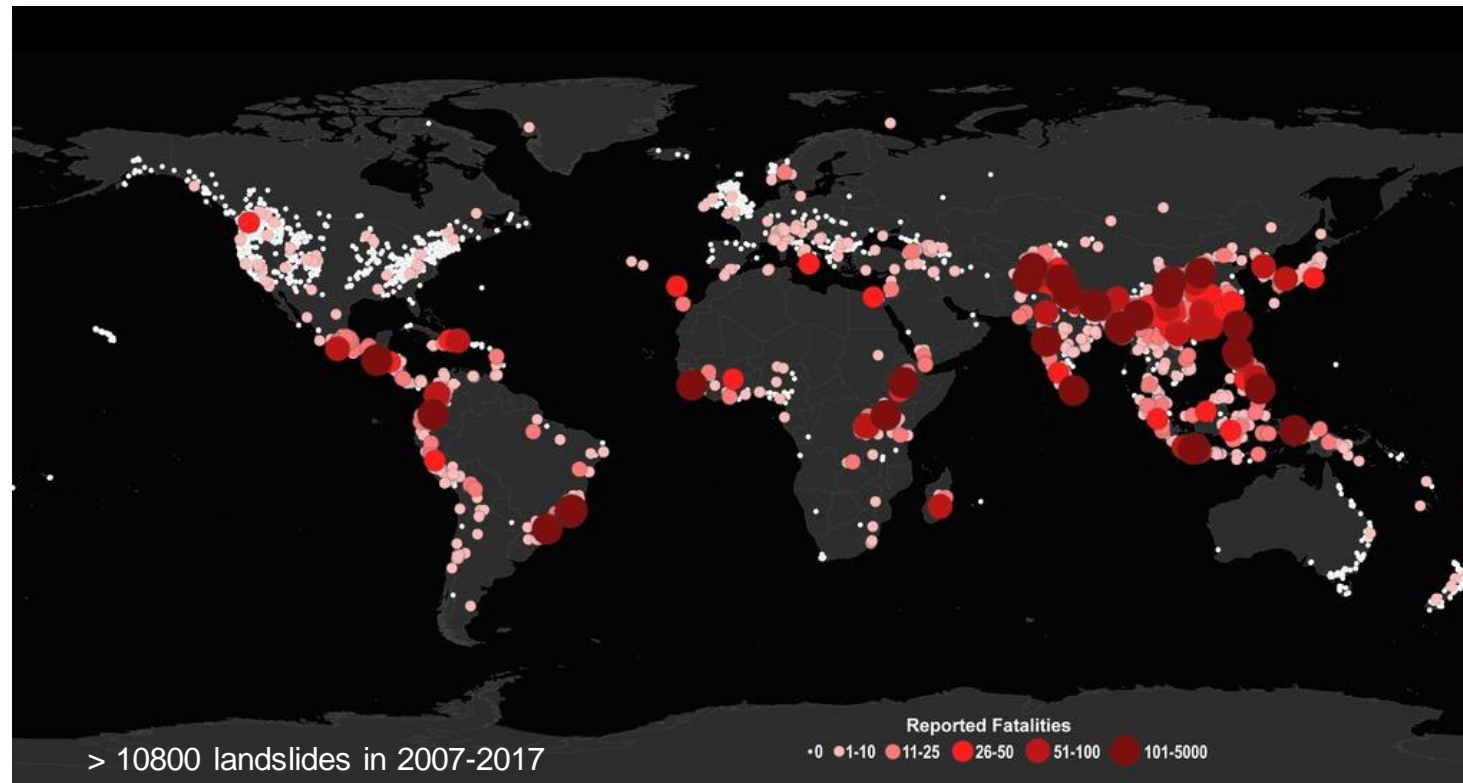 Reported Fatalities
•0 •1-10 •11-25 •26-50 •51-100 •101-5000
> 10800 landslides in 2007-2017